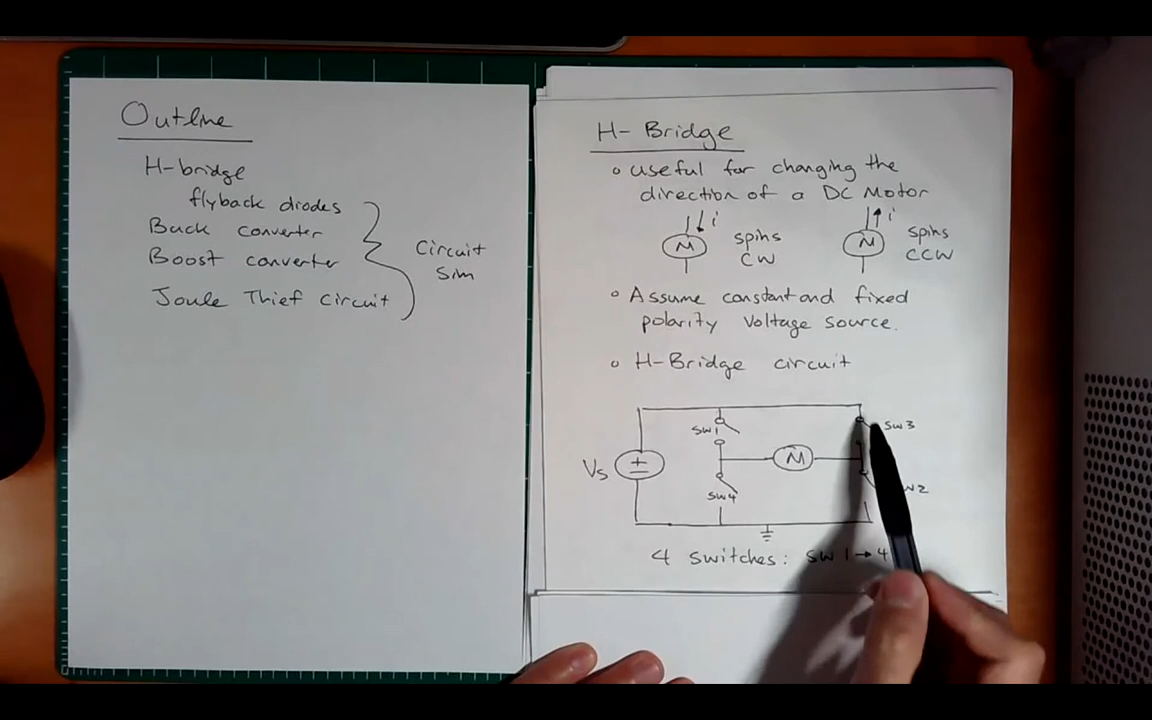 Outline
H-bridge
flyback diodes
Buck converter
Boost converter
Joule Thief Circuit
Circuit
Sim
H-Bridge
o useful for changing the
direction of a DC Motor
i
M
spins
CW
i
M
spins
CCW
o Assume constant and fixed
polarity voltage source.
o H-Bridge circuit
SW1
SW3
Vs
+
M
SW4
W2
4 switches: SW 1→4